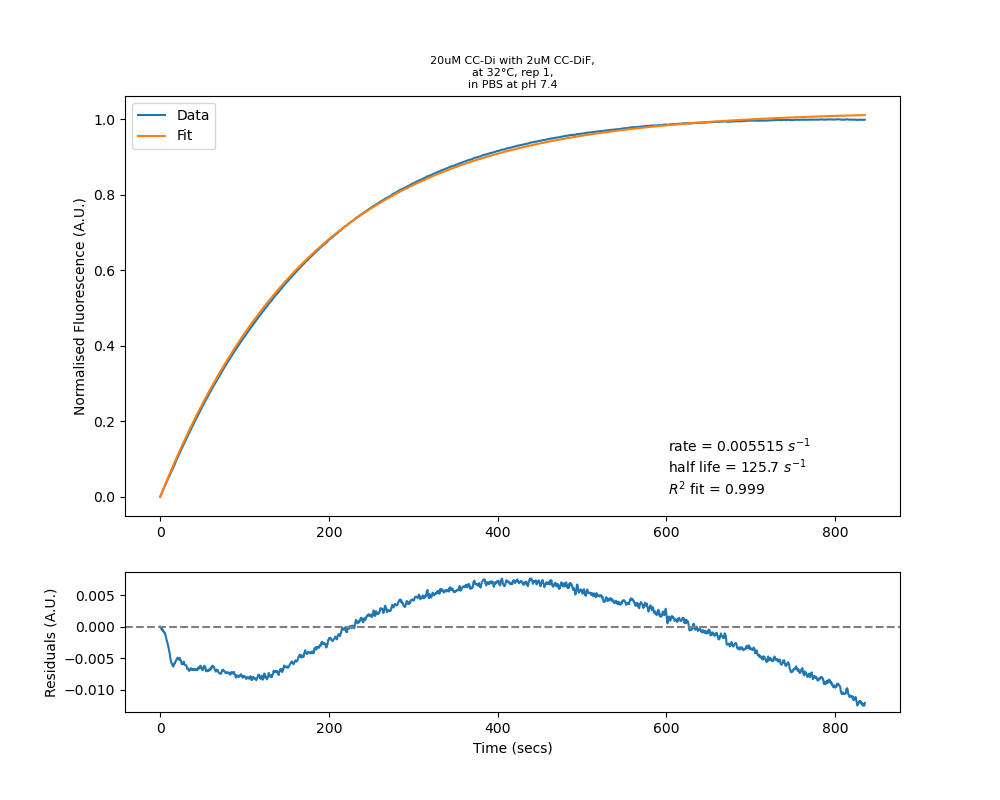 20uM CC-Di with 2uM CC-DiF,
at 32°C, rep 1,
in PBS at pH 7.4
Data
Fit
1.0
0.8
0.6
0.4
0.2
0.0
Normalised Fluorescence (A.U.)
rate = 0.005515 s⁻¹
half life = 125.7 s⁻¹
R² fit = 0.999
0 200 400 600 800
0.005
0.000
−0.005
−0.010
Residuals (A.U.)
0 200 400 600 800
Time (secs)